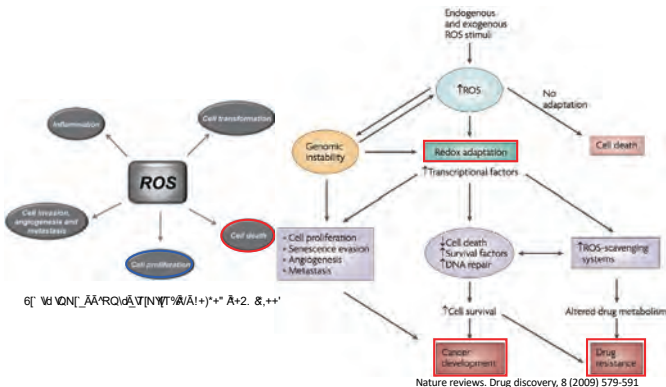 Inflammation
Cell transformation
ROS
Cell invasion,
angiogenesis and
metastasis
Cell death
Cell proliferation
Endogenous
and exogenous
ROS stimuli
↑ROS
No
adaptation
Genomic
instability
Redox adaptation
Cell death
↑Transcriptional factors
• Cell proliferation
• Senescence evasion
• Angiogenesis
• Metastasis
↓Cell death
↑Survival factors
↑DNA repair
↑ROS-scavenging
systems
↑Cell survival
Altered drug metabolism
Cancer
development
Drug
resistance
Nature reviews. Drug discovery, 8 (2009) 579-591